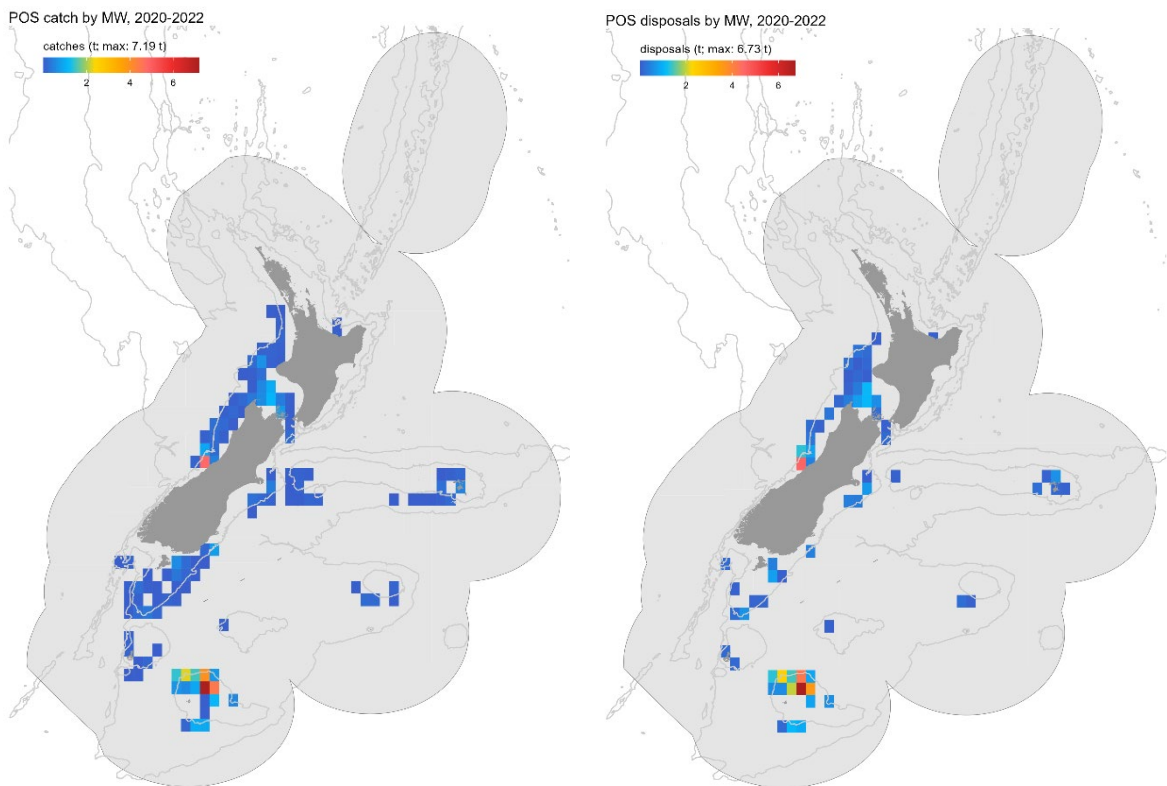 POS catch by MW, 2020-2022
catches (t; max: 7.19 t)
2 4 6
POS disposals by MW, 2020-2022
disposals (t; max: 6.73 t)
2 4 6